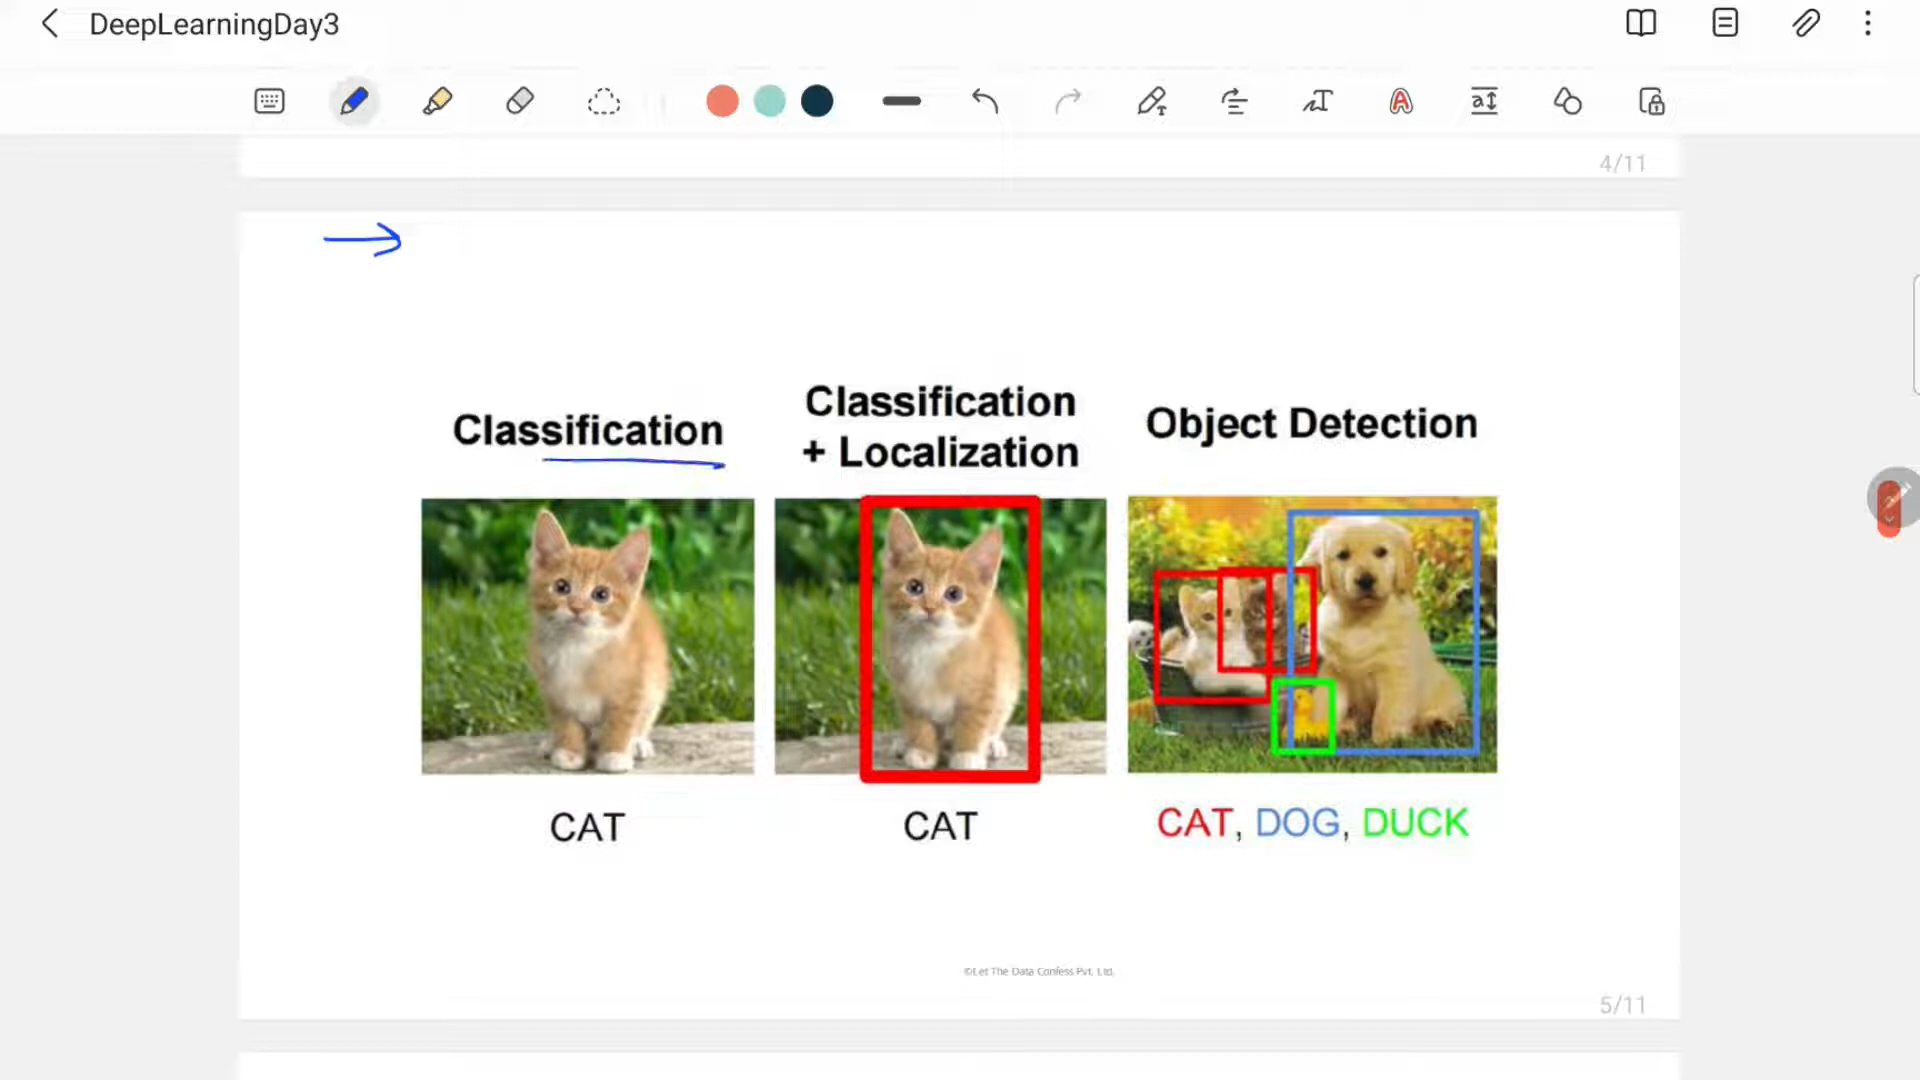 DeepLearningDay3
4/11
Classification
Classification
+ Localization
Object Detection
CAT
CAT
CAT, DOG, DUCK
©Let The Data Confess Pvt. Ltd.
5/11